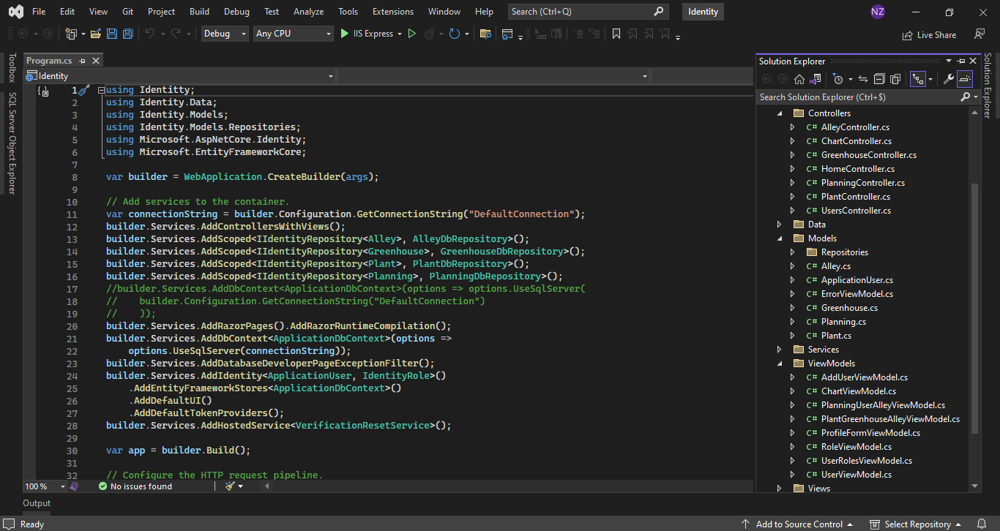 File Edit View Git Project Build Debug Test Analyze Tools Extensions Window Help Search (Ctrl+Q) Identity NZ
Debug Any CPU IIS Express Live Share
Toolbox
SQL Server Object Explorer
Program.cs
Identity
1 using Identitty;
2 using Identity.Data;
3 using Identity.Models;
4 using Identity.Models.Repositories;
5 using Microsoft.AspNetCore.Identity;
6 using Microsoft.EntityFrameworkCore;
7
8 var builder = WebApplication.CreateBuilder(args);
9
10 // Add services to the container.
11 var connectionString = builder.Configuration.GetConnectionString("DefaultConnection");
12 builder.Services.AddControllersWithViews();
13 builder.Services.AddScoped<IIdentityRepository<Alley>, AlleyDbRepository>();
14 builder.Services.AddScoped<IIdentityRepository<Greenhouse>, GreenhouseDbRepository>();
15 builder.Services.AddScoped<IIdentityRepository<Plant>, PlantDbRepository>();
16 builder.Services.AddScoped<IIdentityRepository<Planning>, PlanningDbRepository>();
17 //builder.Services.AddDbContext<ApplicationDbContext>(options => options.UseSqlServer(
18 //    builder.Configuration.GetConnectionString("DefaultConnection")
19 //    ));
20 builder.Services.AddRazorPages().AddRazorRuntimeCompilation();
21 builder.Services.AddDbContext<ApplicationDbContext>(options =>
22     options.UseSqlServer(connectionString));
23 builder.Services.AddDatabaseDeveloperPageExceptionFilter();
24 builder.Services.AddIdentity<ApplicationUser, IdentityRole>()
25     .AddEntityFrameworkStores<ApplicationDbContext>()
26     .AddDefaultUI()
27     .AddDefaultTokenProviders();
28 builder.Services.AddHostedService<VerificationResetService>();
29
30 var app = builder.Build();
31
32 // Configure the HTTP request pipeline.
100 % No issues found
Solution Explorer
Search Solution Explorer (Ctrl+$)
Controllers
C# AlleyController.cs
C# ChartController.cs
C# GreenhouseController.cs
C# HomeController.cs
C# PlanningController.cs
C# PlantController.cs
C# UsersController.cs
Data
Models
Repositories
C# Alley.cs
C# ApplicationUser.cs
C# ErrorViewModel.cs
C# Greenhouse.cs
C# Planning.cs
C# Plant.cs
Services
ViewModels
C# AddUserViewModel.cs
C# ChartViewModel.cs
C# PlanningUserAlleyViewModel.cs
C# PlantGreenhouseAlleyViewModel.cs
C# ProfileFormViewModel.cs
C# RoleViewModel.cs
C# UserRolesViewModel.cs
C# UserViewModel.cs
Views
Solution Explorer
Output
Ready Add to Source Control Select Repository